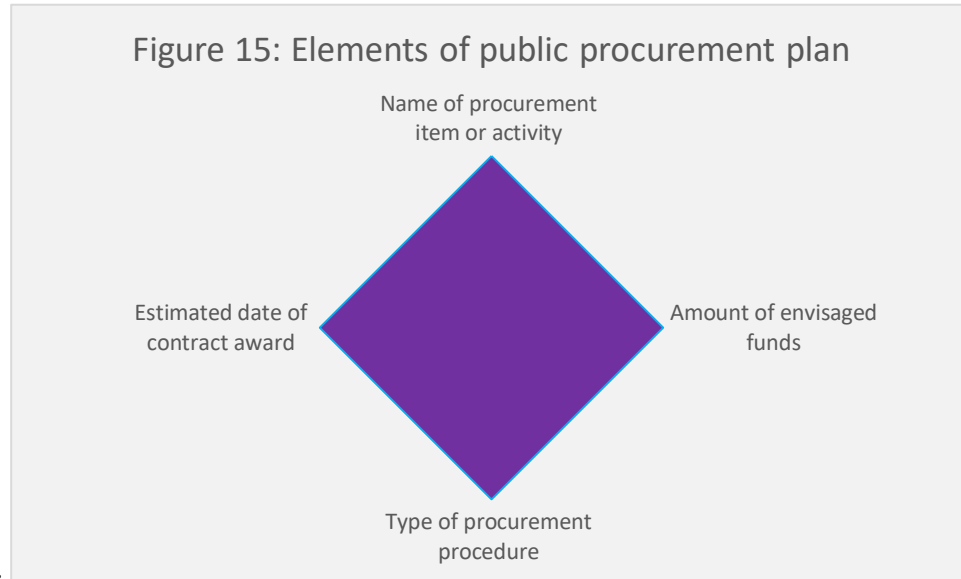 Figure 15: Elements of public procurement plan
Name of procurement
item or activity
Estimated date of
contract award
Amount of envisaged
funds
Type of procurement
procedure